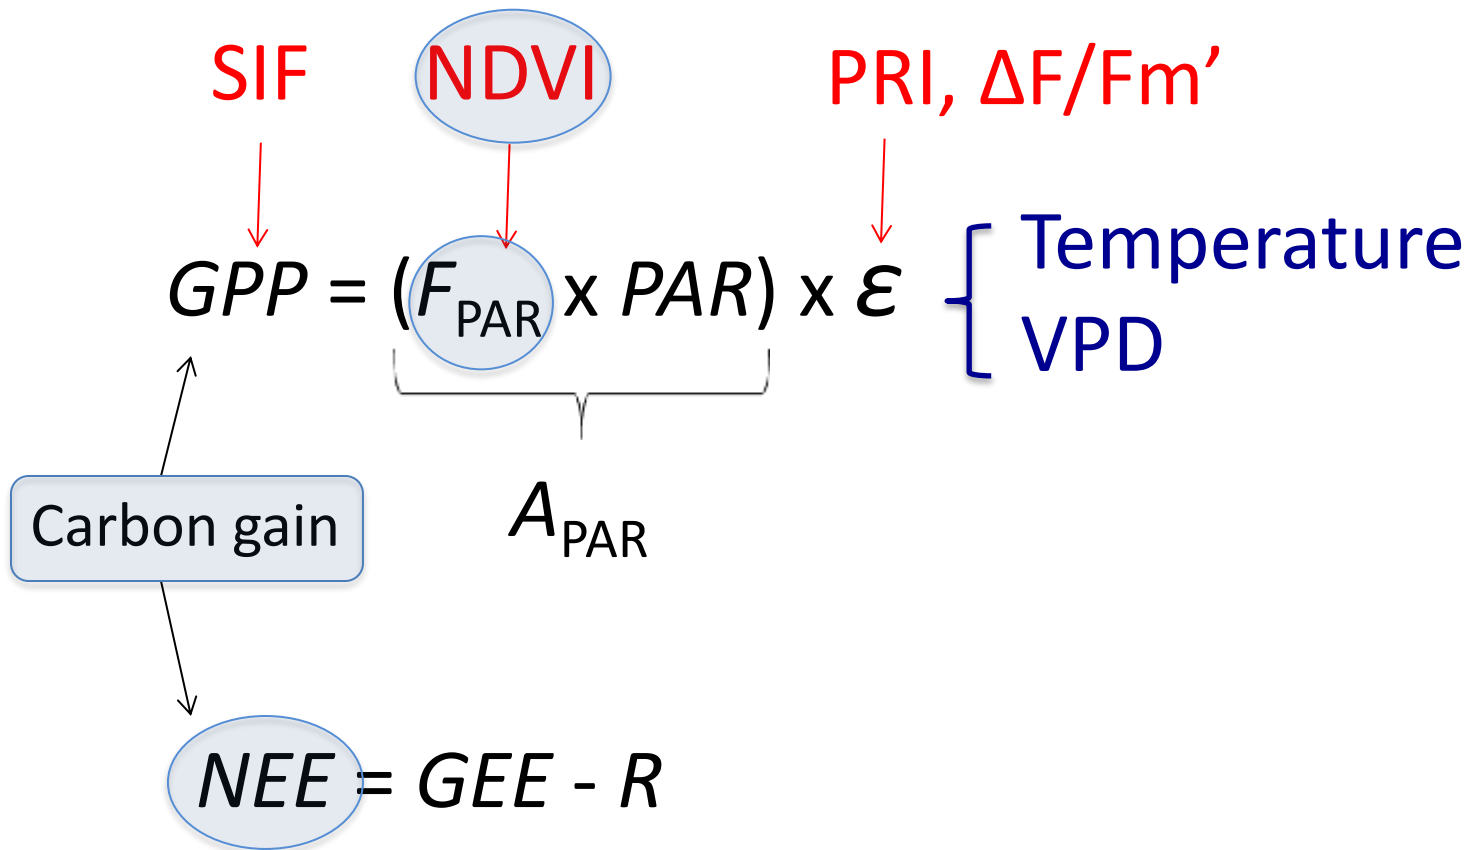 SIF NDVI PRI, ΔF/Fm’
GPP = (FPAR x PAR) x ε
Temperature
VPD
Carbon gain
APAR
NEE = GEE - R